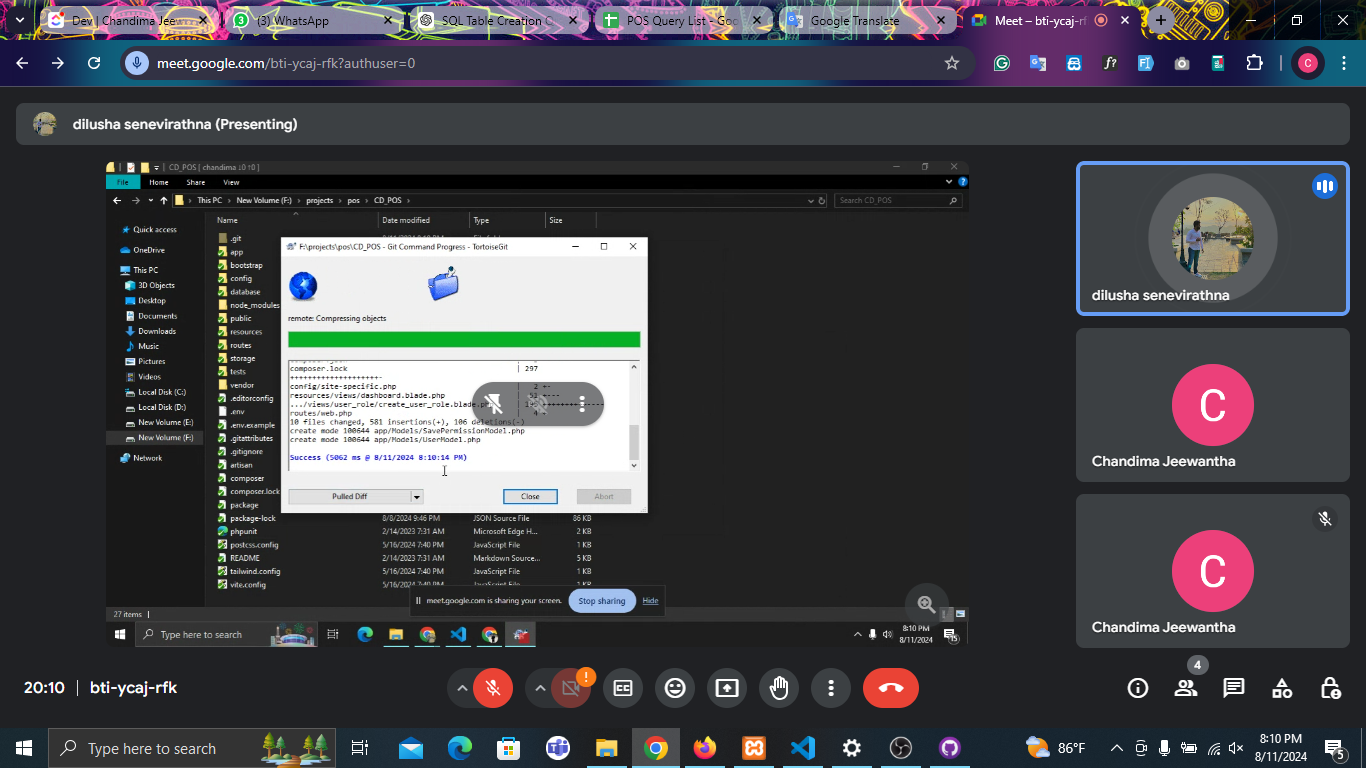 Dev | Chandima Jeew
(3) WhatsApp
SQL Table Creation C
POS Query List - Goo
Google Translate
Meet – bti-ycaj-rf
meet.google.com/bti-ycaj-rfk?authuser=0
dilusha senevirathna (Presenting)
CD_POS [ chandima ↓0 ↑0 ]
File Home Share View
This PC › New Volume (F:) › projects › pos › CD_POS ›
Search CD_POS
Name Date modified Type Size
Quick access
OneDrive
This PC
3D Objects
Desktop
Documents
Downloads
Music
Pictures
Videos
Local Disk (C:)
Local Disk (D:)
New Volume (E:)
New Volume (F:)
Network
.git
app
bootstrap
config
database
node_modules
public
resources
routes
storage
tests
vendor
.editorconfig
.env
.env.example
.gitattributes
.gitignore
artisan
composer
composer.lock
package
package-lock 8/8/2024 9:46 PM JSON Source File 86 KB
phpunit 2/14/2023 7:31 AM Microsoft Edge H... 2 KB
postcss.config 5/16/2024 7:40 PM JavaScript File 1 KB
README 2/14/2023 7:31 AM Markdown Source... 5 KB
tailwind.config 5/16/2024 7:40 PM JavaScript File 1 KB
vite.config 5/16/2024 7:40 PM JavaScript File 1 KB
F:\projects\pos\CD_POS - Git Command Progress - TortoiseGit
remote: Compressing objects
composer.lock | 297
++++++++++++++++++++-
config/site-specific.php | 2 +-
resources/views/dashboard.blade.php
.../views/user_role/create_user_role.blade.php
routes/web.php | 4 +
10 files changed, 581 insertions(+), 106 deletions(-)
create mode 100644 app/Models/SavePermissionModel.php
create mode 100644 app/Models/UserModel.php
Success (5062 ms @ 8/11/2024 8:10:14 PM)
Pulled Diff
Close
Abort
27 items
meet.google.com is sharing your screen.
Stop sharing
Hide
Type here to search
8:10 PM
8/11/2024
15
dilusha senevirathna
C
Chandima Jeewantha
C
Chandima Jeewantha
20:10 | bti-ycaj-rfk
4
Type here to search
86°F
8:10 PM
8/11/2024
5